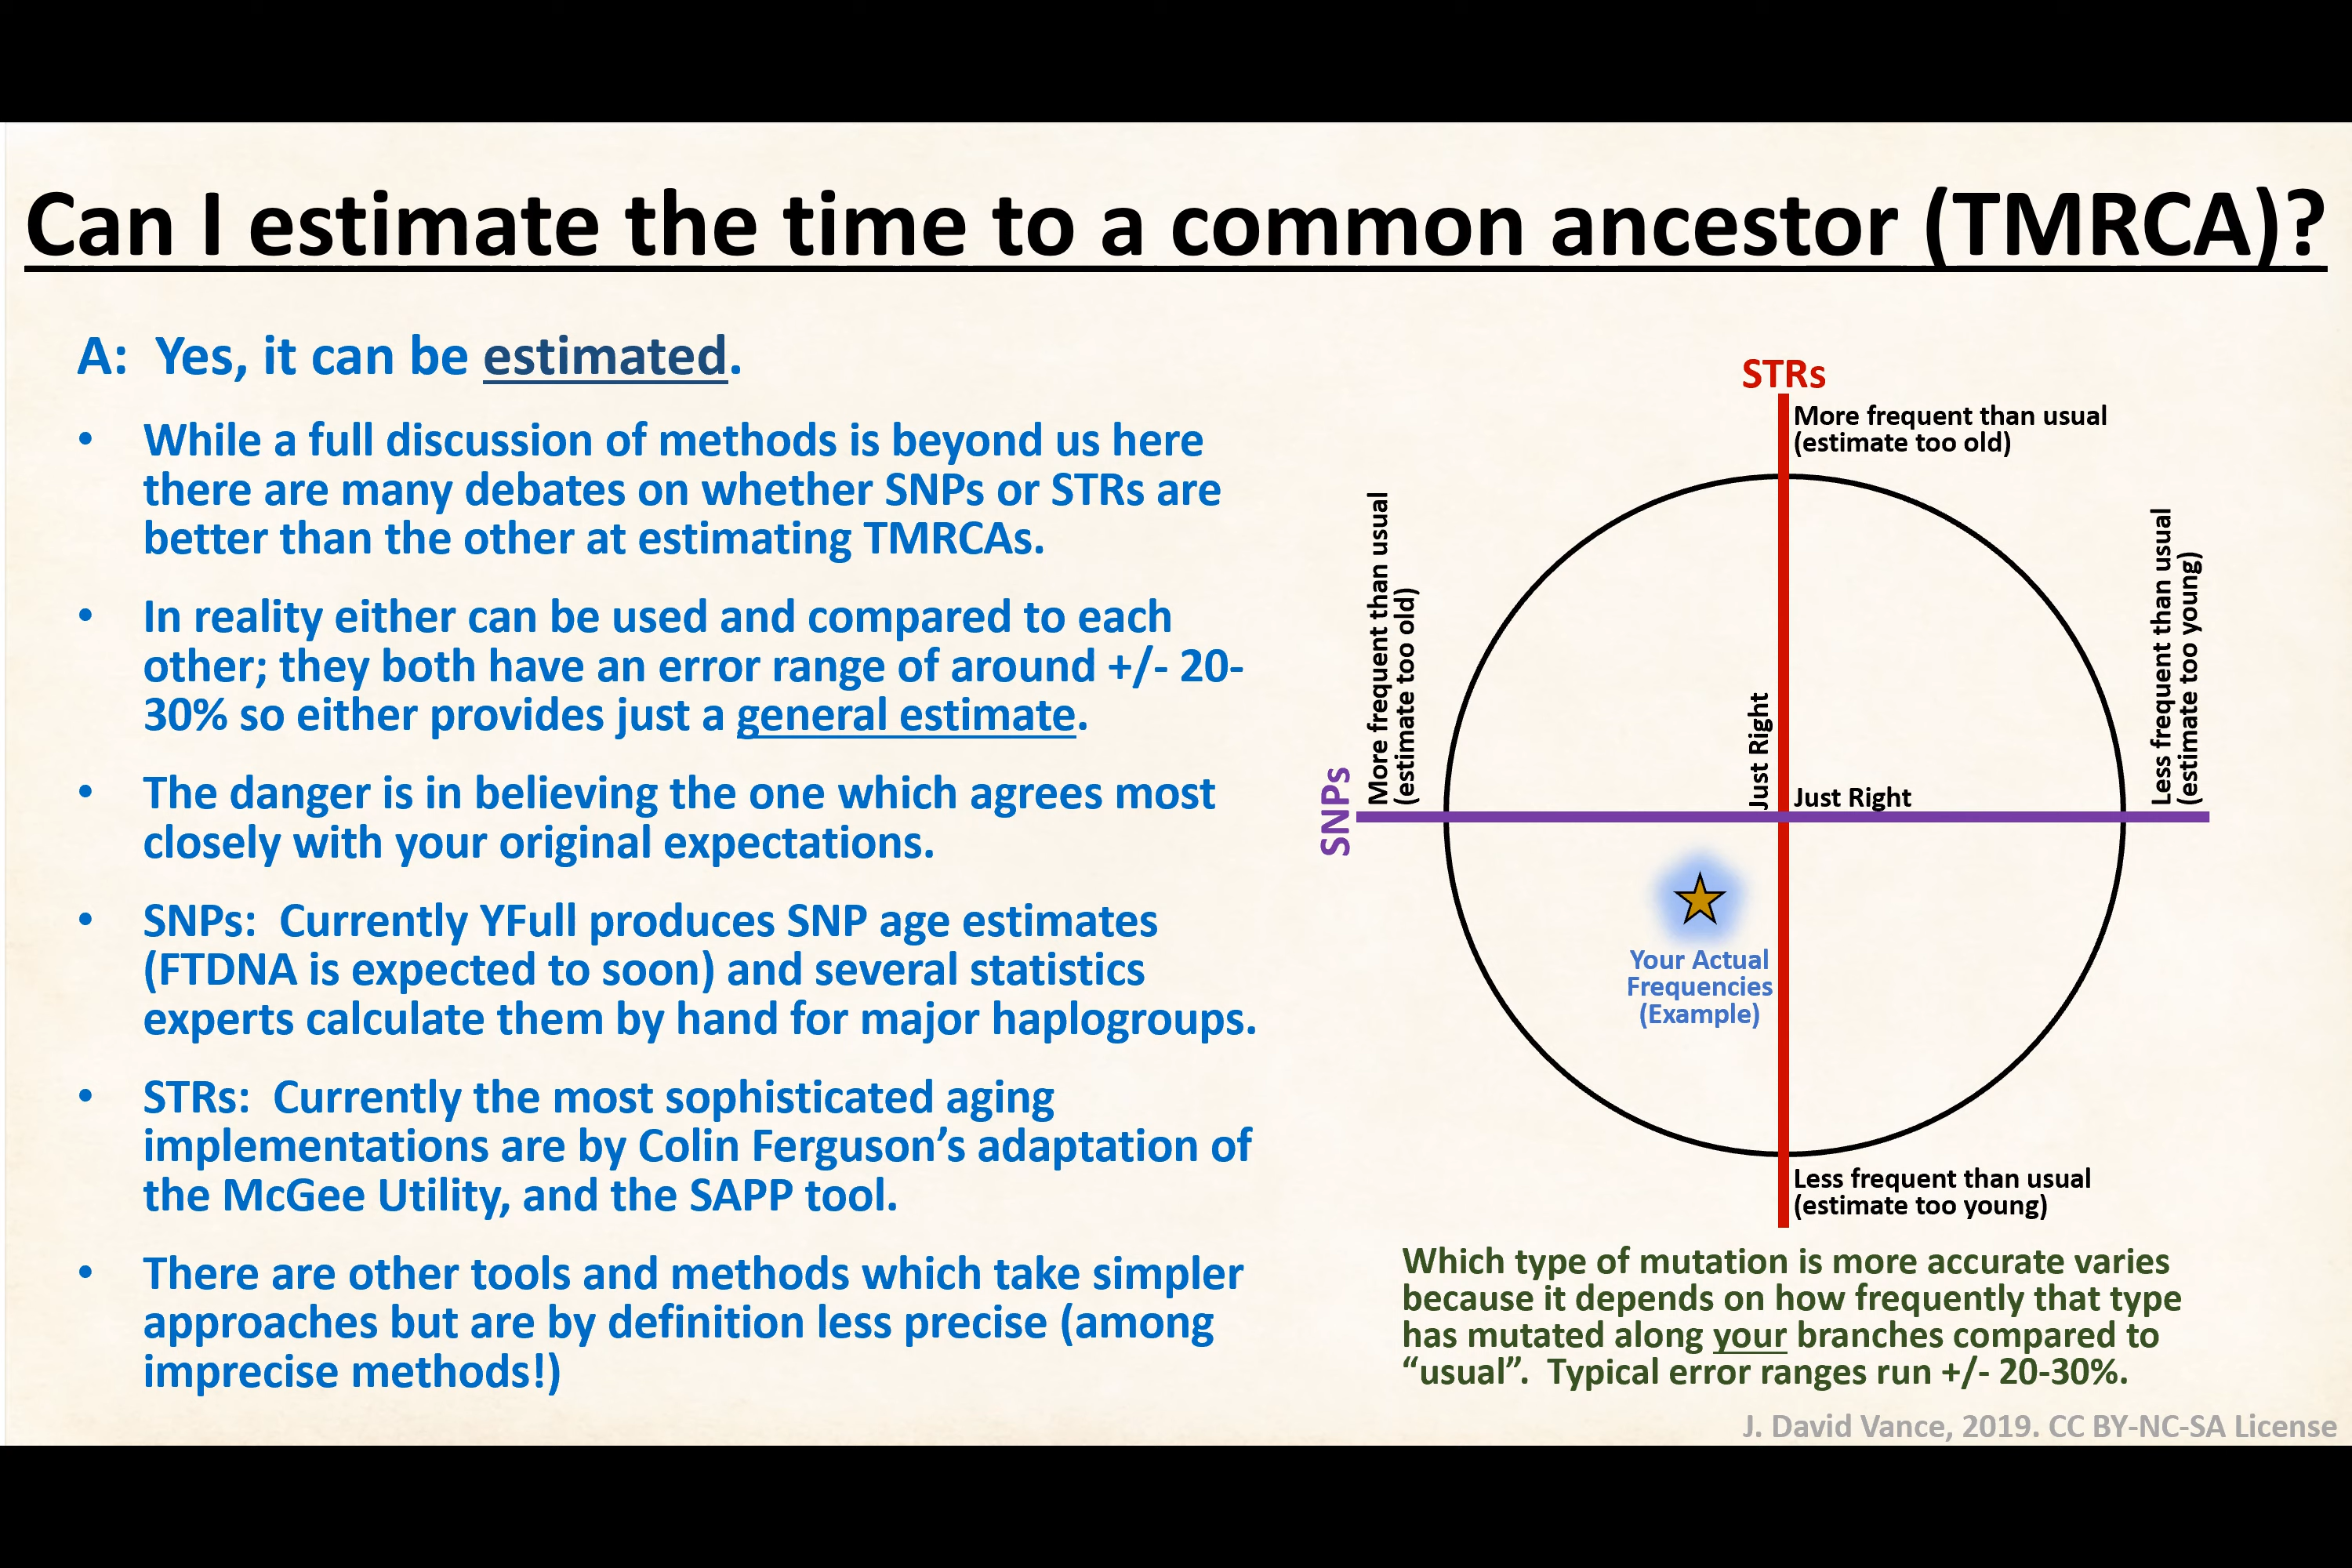 Can I estimate the time to a common ancestor (TMRCA)?
A:  Yes, it can be estimated.
• While a full discussion of methods is beyond us here
there are many debates on whether SNPs or STRs are
better than the other at estimating TMRCAs.
• In reality either can be used and compared to each
other; they both have an error range of around +/- 20-
30% so either provides just a general estimate.
• The danger is in believing the one which agrees most
closely with your original expectations.
• SNPs:  Currently YFull produces SNP age estimates
(FTDNA is expected to soon) and several statistics
experts calculate them by hand for major haplogroups.
• STRs:  Currently the most sophisticated aging
implementations are by Colin Ferguson’s adaptation of
the McGee Utility, and the SAPP tool.
• There are other tools and methods which take simpler
approaches but are by definition less precise (among
imprecise methods!)
STRs
More frequent than usual
(estimate too old)
More frequent than usual
(estimate too old)
Less frequent than usual
(estimate too young)
Just Right
Just Right
SNPs
Your Actual
Frequencies
(Example)
Less frequent than usual
(estimate too young)
Which type of mutation is more accurate varies
because it depends on how frequently that type
has mutated along your branches compared to
“usual”.  Typical error ranges run +/- 20-30%.
J. David Vance, 2019. CC BY-NC-SA License